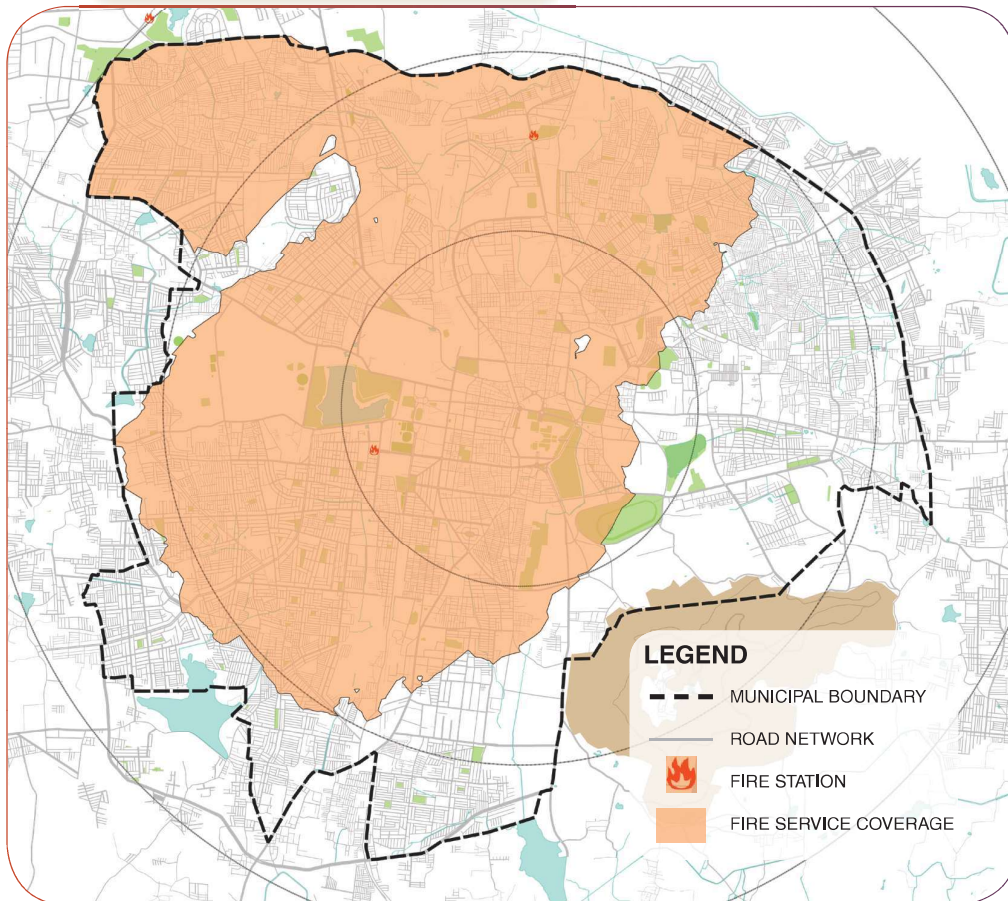 LEGEND
MUNICIPAL BOUNDARY
ROAD NETWORK
FIRE STATION
FIRE SERVICE COVERAGE